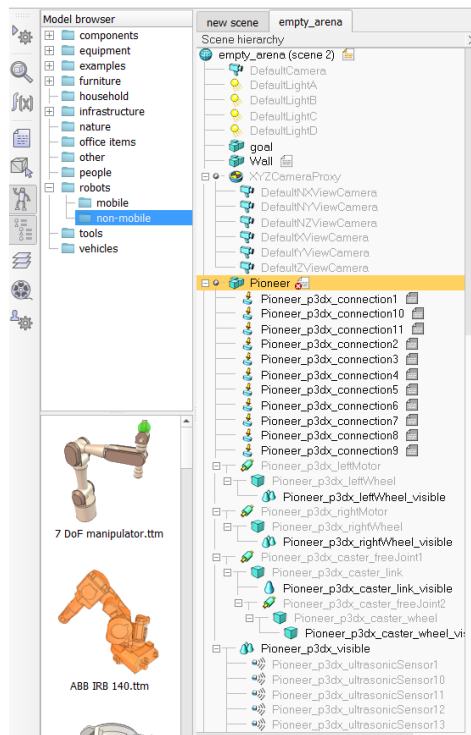 Model browser
components
equipment
examples
furniture
household
infrastructure
nature
office items
other
people
robots
mobile
non-mobile
tools
vehicles
7 DoF manipulator.ttm
ABB IRB 140.ttm
new scene
empty_arena
Scene hierarchy
empty_arena (scene 2)
DefaultCamera
DefaultLightA
DefaultLightB
DefaultLightC
DefaultLightD
goal
Wall
XYZCameraProxy
DefaultNXViewCamera
DefaultNYViewCamera
DefaultNZViewCamera
DefaultXViewCamera
DefaultYViewCamera
DefaultZViewCamera
Pioneer
Pioneer_p3dx_connection1
Pioneer_p3dx_connection10
Pioneer_p3dx_connection11
Pioneer_p3dx_connection2
Pioneer_p3dx_connection3
Pioneer_p3dx_connection4
Pioneer_p3dx_connection5
Pioneer_p3dx_connection6
Pioneer_p3dx_connection7
Pioneer_p3dx_connection8
Pioneer_p3dx_connection9
Pioneer_p3dx_leftMotor
Pioneer_p3dx_leftWheel
Pioneer_p3dx_leftWheel_visible
Pioneer_p3dx_rightMotor
Pioneer_p3dx_rightWheel
Pioneer_p3dx_rightWheel_visible
Pioneer_p3dx_caster_freeJoint1
Pioneer_p3dx_caster_link
Pioneer_p3dx_caster_link_visible
Pioneer_p3dx_caster_freeJoint2
Pioneer_p3dx_caster_wheel
Pioneer_p3dx_caster_wheel_vi
Pioneer_p3dx_visible
Pioneer_p3dx_ultrasonicSensor1
Pioneer_p3dx_ultrasonicSensor10
Pioneer_p3dx_ultrasonicSensor11
Pioneer_p3dx_ultrasonicSensor12
Pioneer_p3dx_ultrasonicSensor13